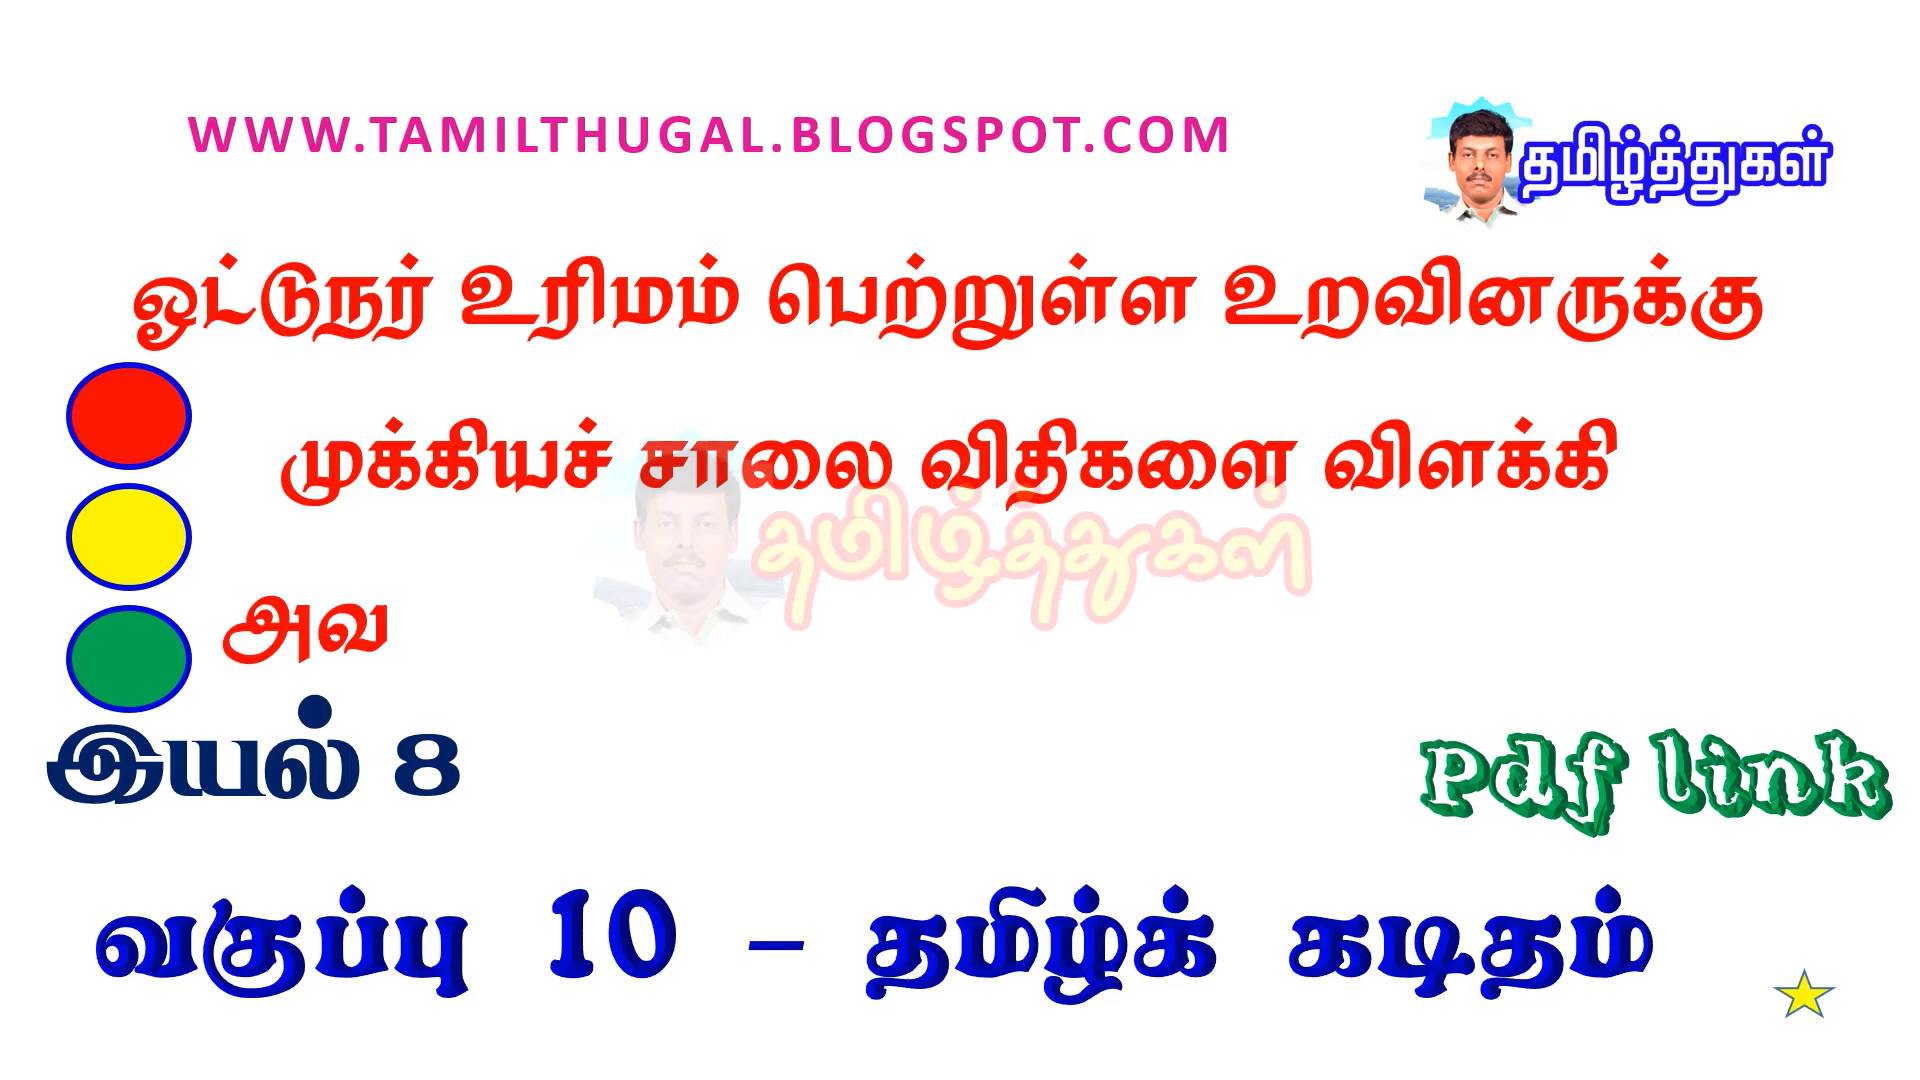 WWW.TAMILTHUGAL.BLOGSPOT.COM
தமிழ்த்துகள்
ஓட்டுநர் உரிமம் பெற்றுள்ள உறவினருக்கு
முக்கியச் சாலை விதிகளை விளக்கி
தமிழ்த்துகள்
அவ
இயல் 8
Pdf link
வகுப்பு 10 – தமிழ்க் கடிதம்